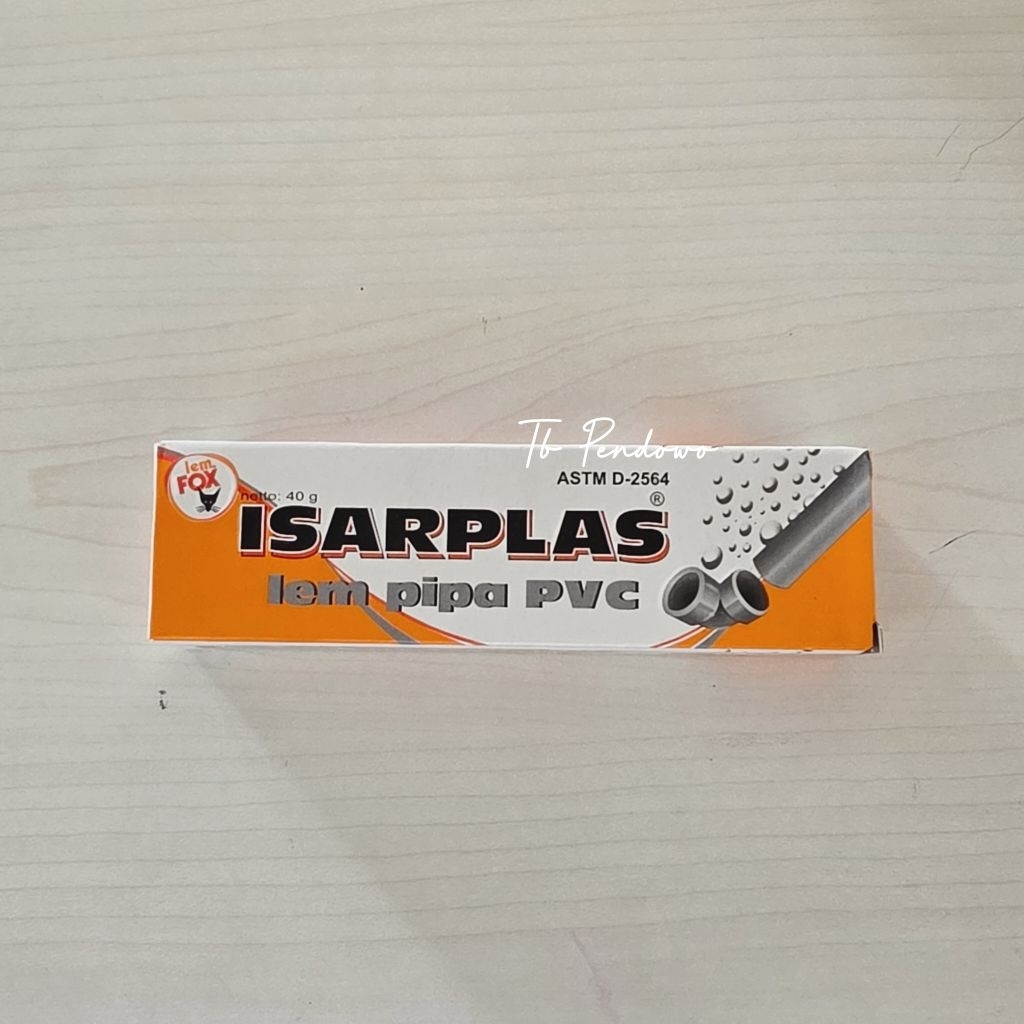 Tb Pendowo
ASTM D-2564
lem
FOX
netto: 40 g
ISARPLAS®
lem pipa PVC